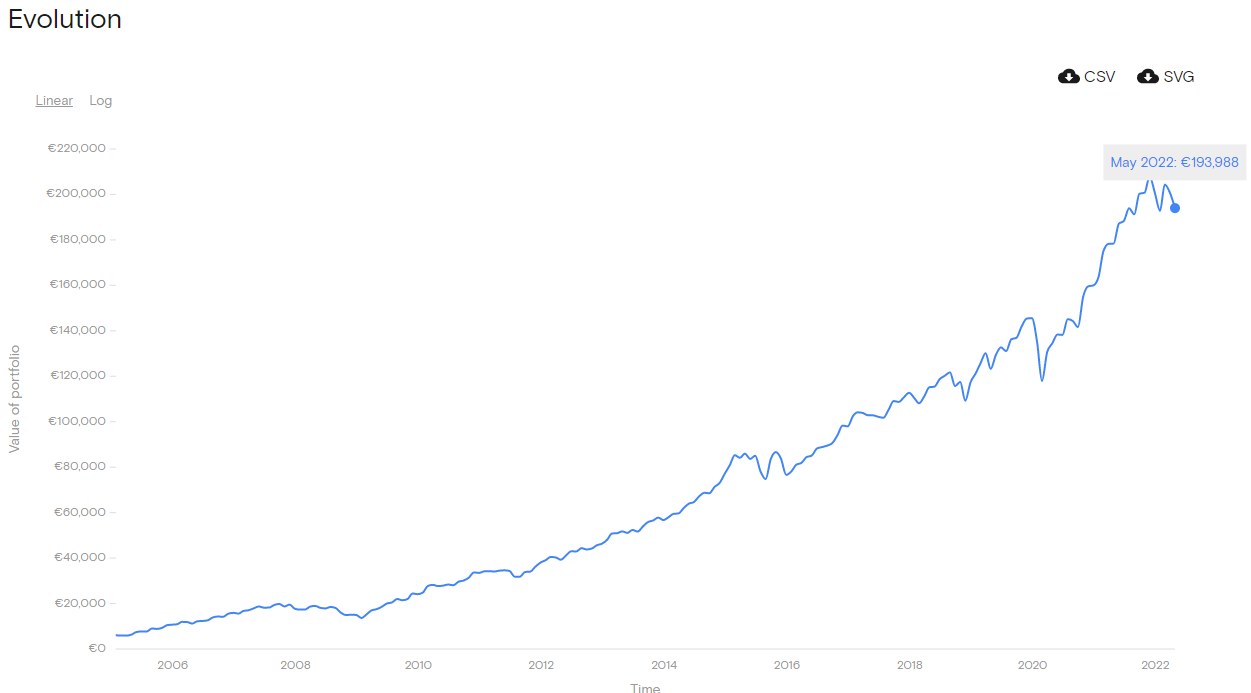 Evolution
CSV SVG
Linear Log
€220,000
May 2022: €193,988
€200,000
€180,000
€160,000
€140,000
€120,000
€100,000
€80,000
€60,000
€40,000
€20,000
€0
Value of portfolio
2006 2008 2010 2012 2014 2016 2018 2020 2022
Time